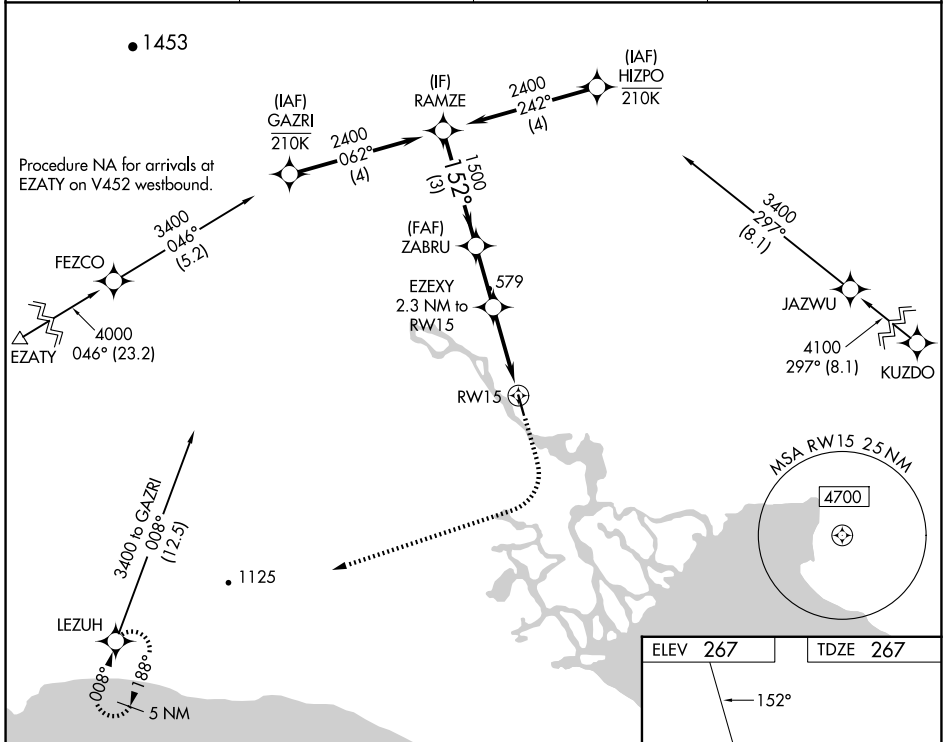 1453
(IAF)
GAZRI
210K
2400
062°
(4)
(IF)
RAMZE
2400
242°
(4)
(IAF)
HIZPO
210K
Procedure NA for arrivals at
EZATY on V452 westbound.
1500
152°
(3)
3400
046°
(5.2)
FEZCO
(FAF)
ZABRU
3400
297°
(8.1)
EZEXY
2.3 NM to
RW15
579
JAZWU
4000
046° (23.2)
EZATY
4100
297° (8.1)
KUZDO
RW15
MSA RW15 25 NM
4700
3400 to GAZRI
008°
(12.5)
1125
LEZUH
008°
188°
5 NM
ELEV 267
TDZE 267
152°